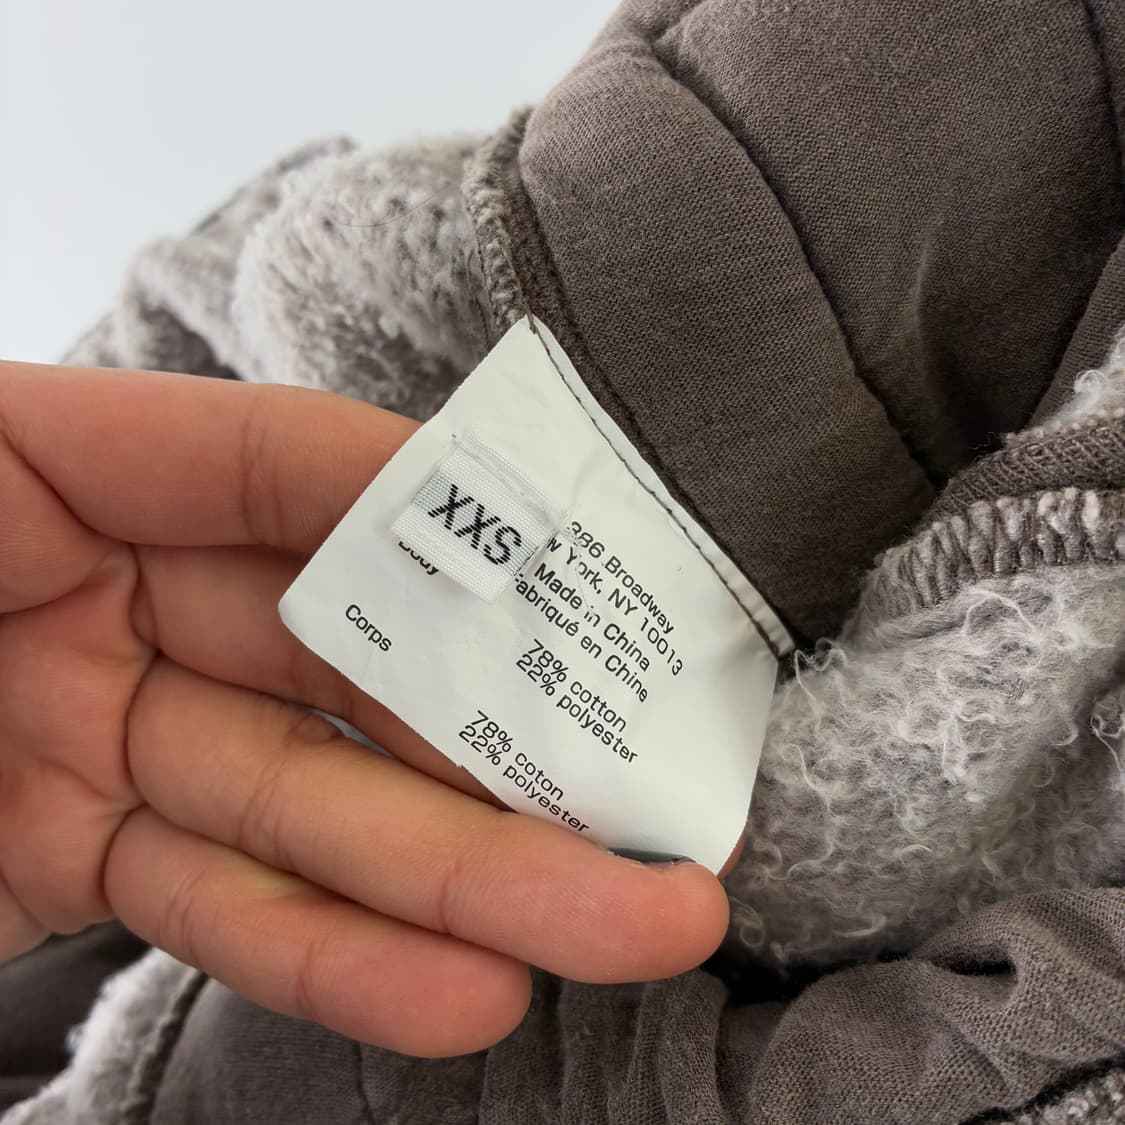 XXS
386 Broadway
York, NY 10013
Made in China
Fabriqué en Chine
Body
78% cotton
22% polyester
Corps
78% coton
22% polyester